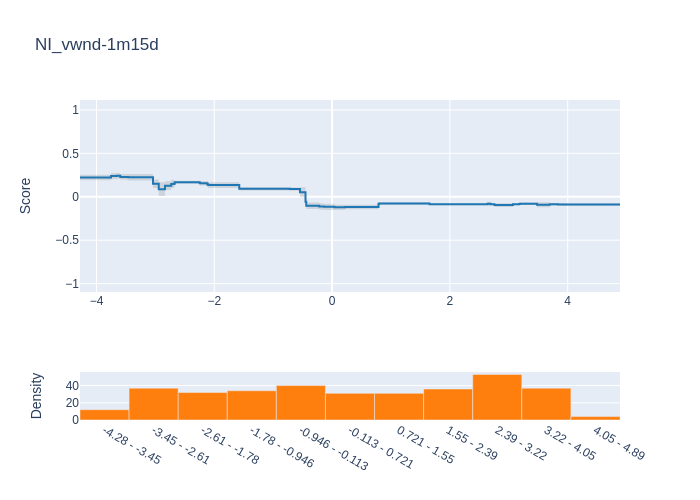 NI_vwnd-1m15d
Score
1
0.5
0
−0.5
−1
−4
−2
0
2
4
Density
40
20
0
-4.28 - -3.45
-3.45 - -2.61
-2.61 - -1.78
-1.78 - -0.946
-0.946 - -0.113
-0.113 - 0.721
0.721 - 1.55
1.55 - 2.39
2.39 - 3.22
3.22 - 4.05
4.05 - 4.89